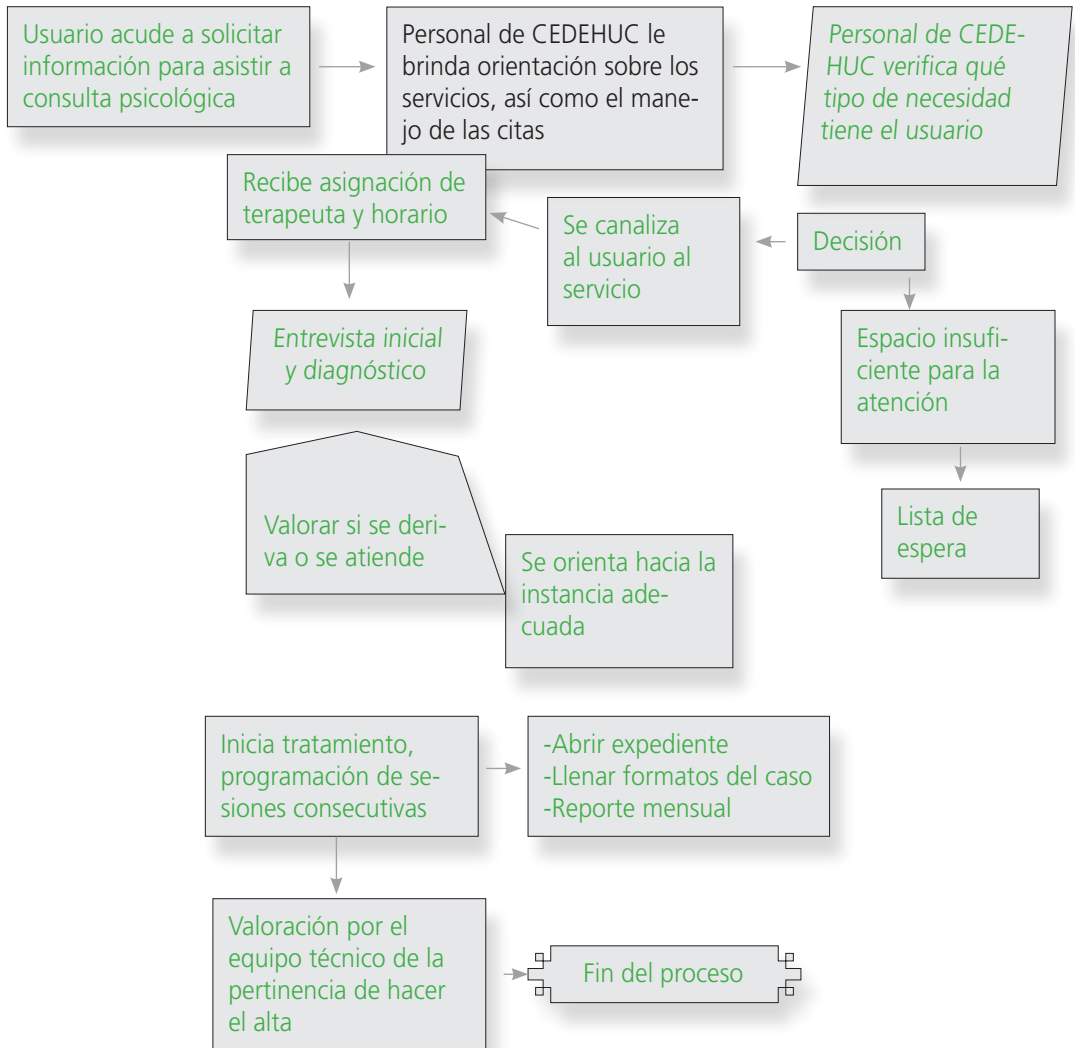 Usuario acude a solicitar
información para asistir a
consulta psicológica
Personal de CEDEHUC le
brinda orientación sobre los
servicios, así como el mane-
jo de las citas
Personal de CEDE-
HUC verifica qué
tipo de necesidad
tiene el usuario
Decisión
Se canaliza
al usuario al
servicio
Recibe asignación de
terapeuta y horario
Espacio insufi-
ciente para la
atención
Lista de
espera
Entrevista inicial
y diagnóstico
Valorar si se deri-
va o se atiende
Se orienta hacia la
instancia ade-
cuada
Inicia tratamiento,
programación de se-
siones consecutivas
-Abrir expediente
-Llenar formatos del caso
-Reporte mensual
Valoración por el
equipo técnico de la
pertinencia de hacer
el alta
Fin del proceso